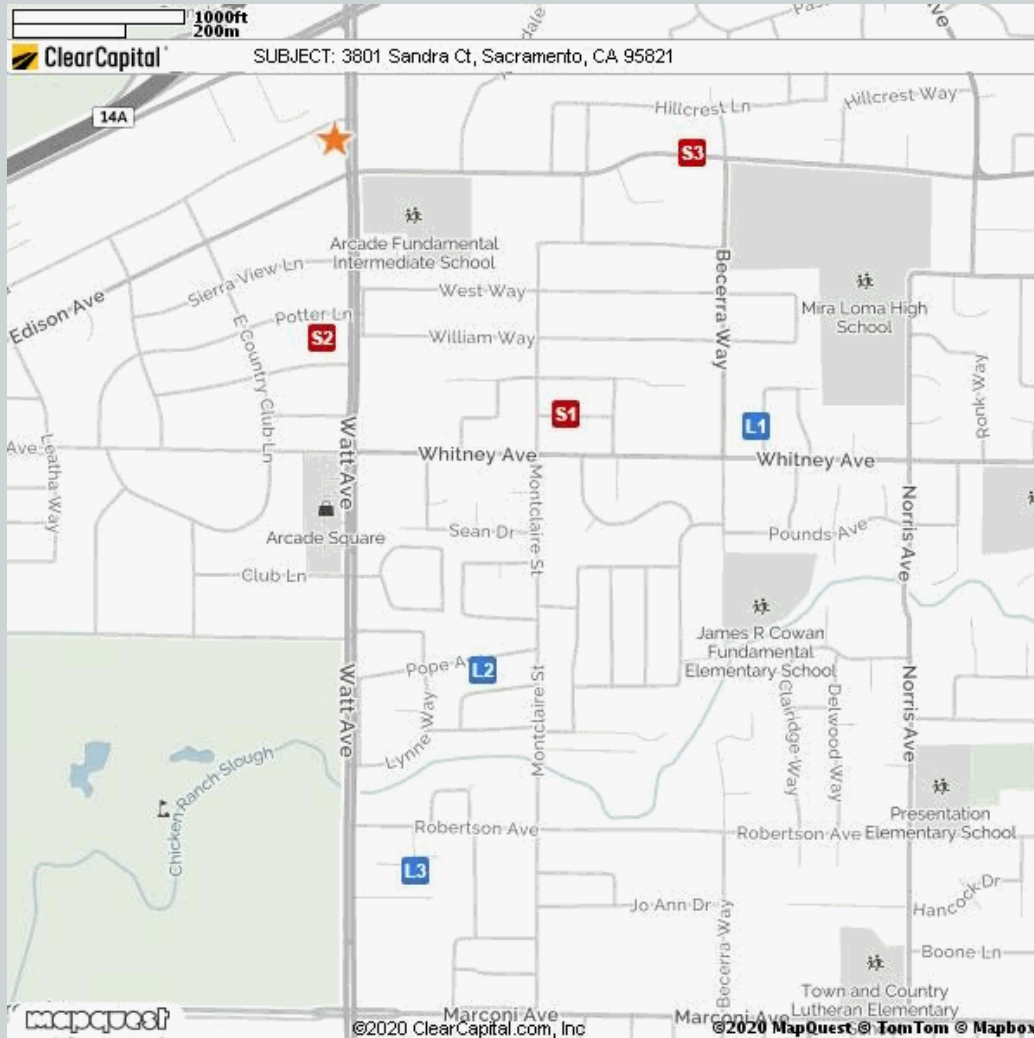 1000ft
200m
ClearCapital
SUBJECT: 3801 Sandra Ct, Sacramento, CA 95821
14A
Hillcrest Ln
Hillcrest Way
S3
Arcade Fundamental
Intermediate School
Sierra View Ln
Edison Ave
West Way
Becerra Way
Mira Loma High
School
Potter Ln
S2
William Way
E Country Club Ln
Ronk Way
S1
L1
Watt Ave
Ave
Leatha Way
Whitney Ave
Whitney Ave
Montclaire St
Norris Ave
Arcade Square
Sean Dr
Pounds Ave
Club Ln
James R Cowan
Fundamental
Elementary School
Pope A
L2
Watt Ave
Lynne Way
Montclaire St
Clairidge Way
Delwood Way
Norris Ave
Chicken Ranch Slough
Presentation
Elementary School
Robertson Ave
Robertson Ave
L3
Jo Ann Dr
Becerra Way
Hancock Dr
Boone Ln
Town and Country
Lutheran Elementary
Marconi Ave
Marconi Ave
mapquest
©2020 ClearCapital.com, Inc
©2020 MapQuest © TomTom © Mapbox